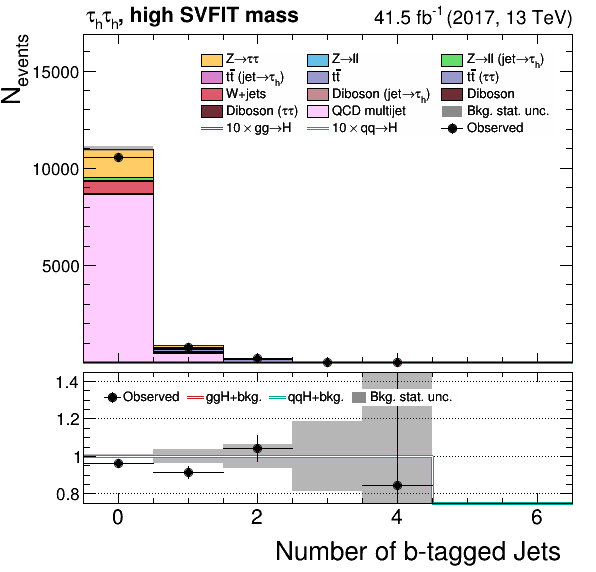 τhτh, high SVFIT mass 41.5 fb⁻¹ (2017, 13 TeV)
Nevents
15000
10000
5000
Z→ττ Z→ll Z→ll (jet→τh)
tt̄ (jet→τh) tt̄ tt̄ (ττ)
W+jets Diboson (jet→τh) Diboson
Diboson (ττ) QCD multijet Bkg. stat. unc.
10 × gg→H 10 × qq→H Observed
1.4
1.2
1
0.8
Observed ggH+bkg. qqH+bkg. Bkg. stat. unc.
0 2 4 6
Number of b-tagged Jets